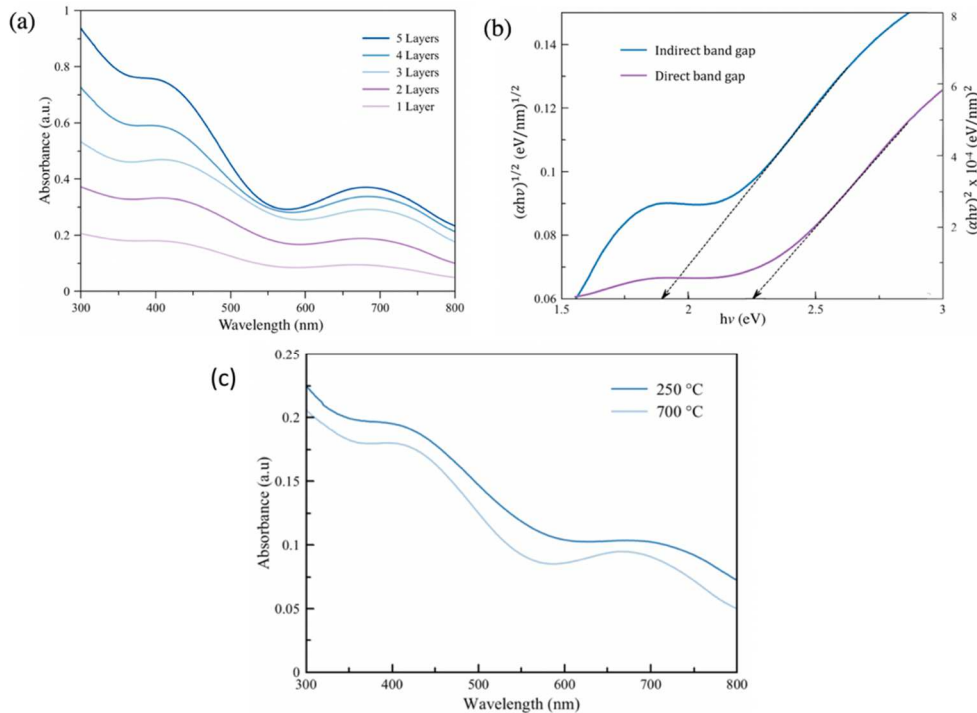 (a)
1
0.8
0.6
0.4
0.2
0
300
400
500
600
700
800
Absorbance (a.u.)
Wavelength (nm)
5 Layers
4 Layers
3 Layers
2 Layers
1 Layer
(b)
0.14
0.12
0.10
0.08
0.06
(αhν)^1/2 (eV/nm)^1/2
Indirect band gap
Direct band gap
8
6
4
2
(αhν)² x 10⁻⁴ (eV/nm)²
1.5
2
2.5
3
hν (eV)
(c)
0.25
0.2
0.15
0.1
0.05
0
Absorbance (a.u)
250 °C
700 °C
300
400
500
600
700
800
Wavelength (nm)